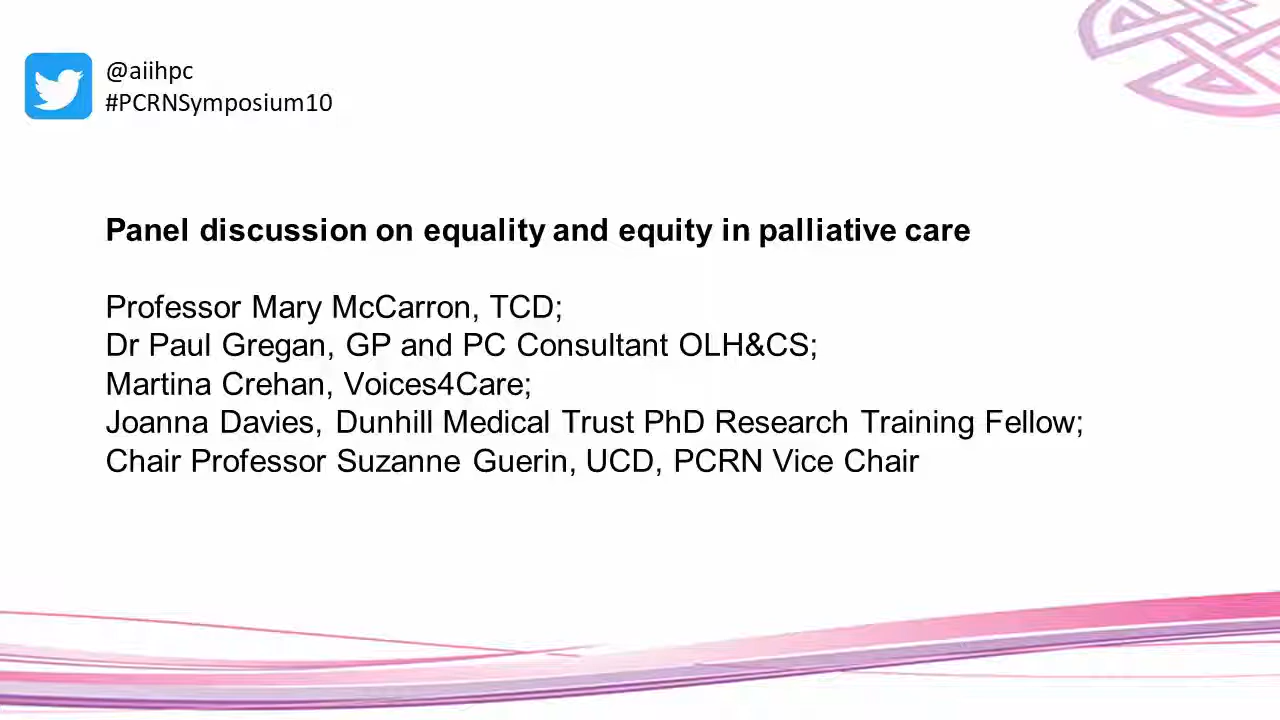 @aiihpc
#PCRNSymposium10
Panel discussion on equality and equity in palliative care
Professor Mary McCarron, TCD;
Dr Paul Gregan, GP and PC Consultant OLH&CS;
Martina Crehan, Voices4Care;
Joanna Davies, Dunhill Medical Trust PhD Research Training Fellow;
Chair Professor Suzanne Guerin, UCD, PCRN Vice Chair